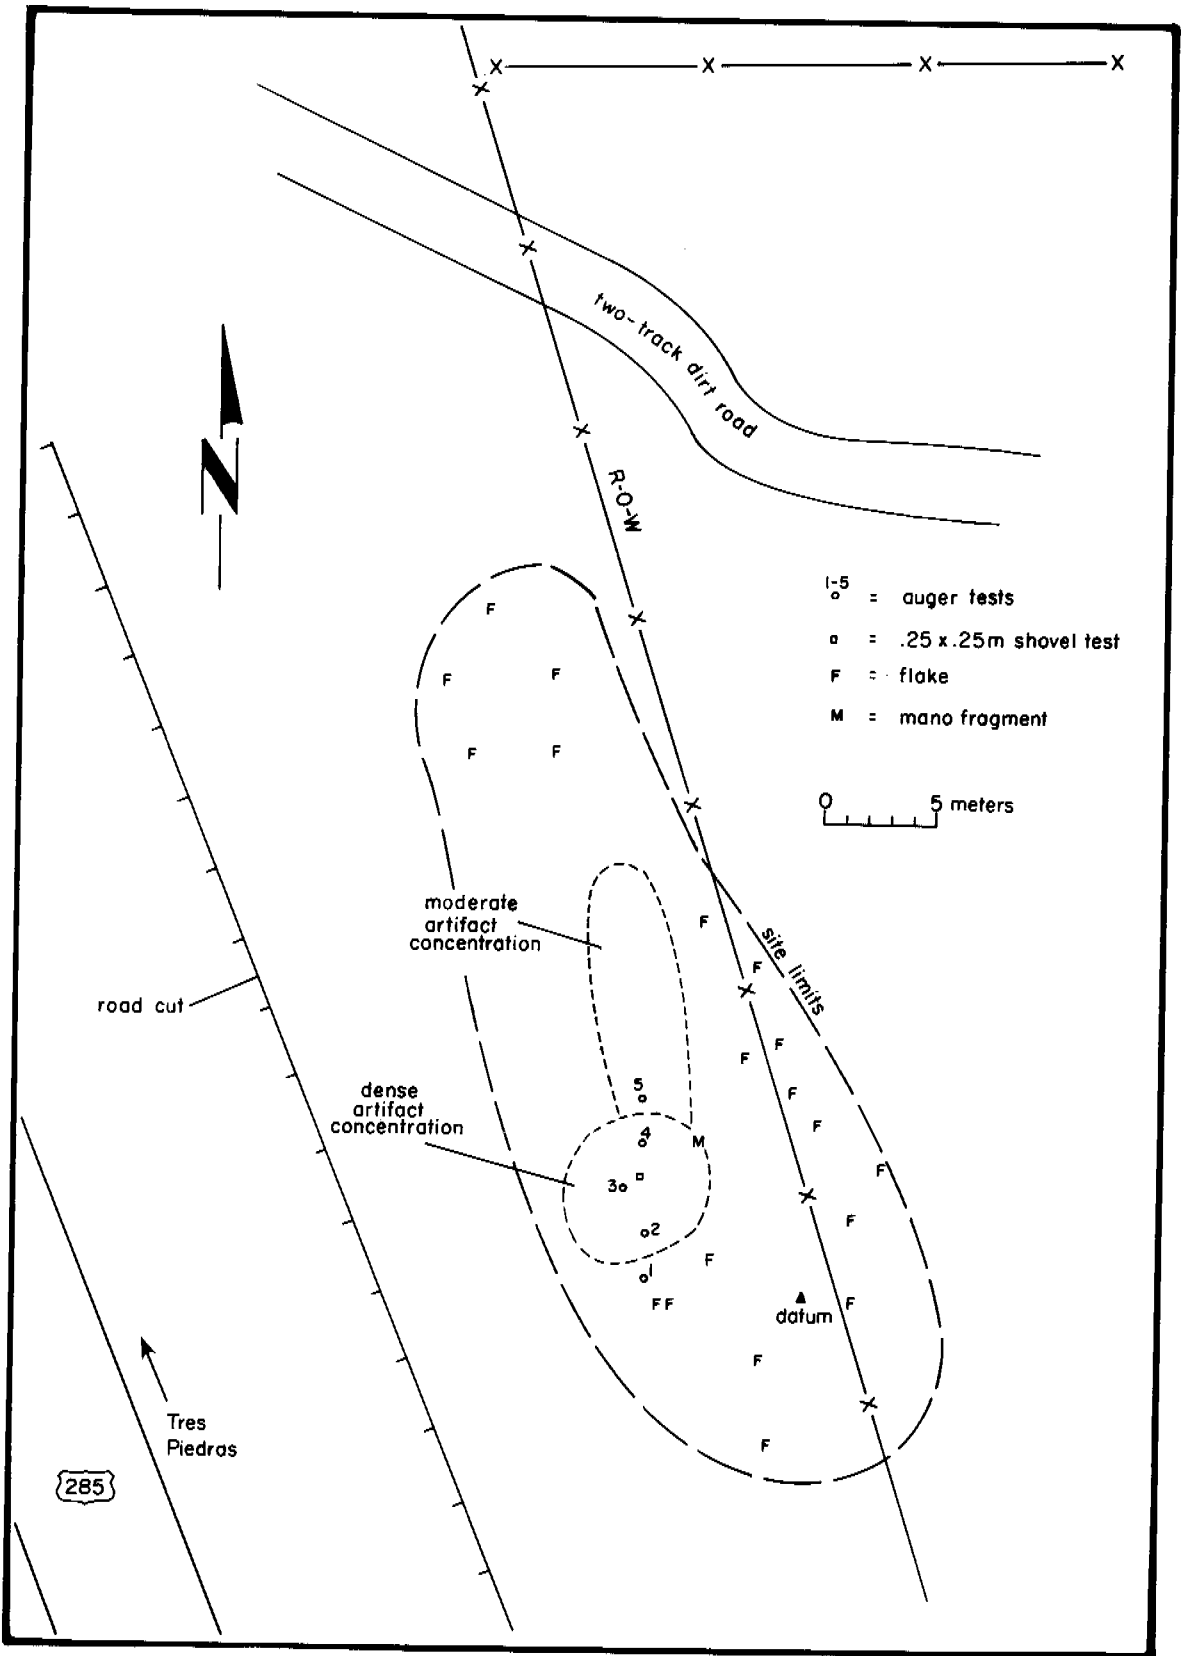 X X X X
X
X
two-track dirt road
N
X
R-O-W
1-5
o = auger tests
X
□ = .25 x .25m shovel test
F = flake
M = mano fragment
F
F F
F F
0 5 meters
X
moderate
artifact
concentration
F
site limits
F
X
road cut
F F
dense
artifact
concentration
5
F
F
4
M
F
3
X
F
2
F
1
F F
datum
F
F
Tres
Piedras
X
F
285